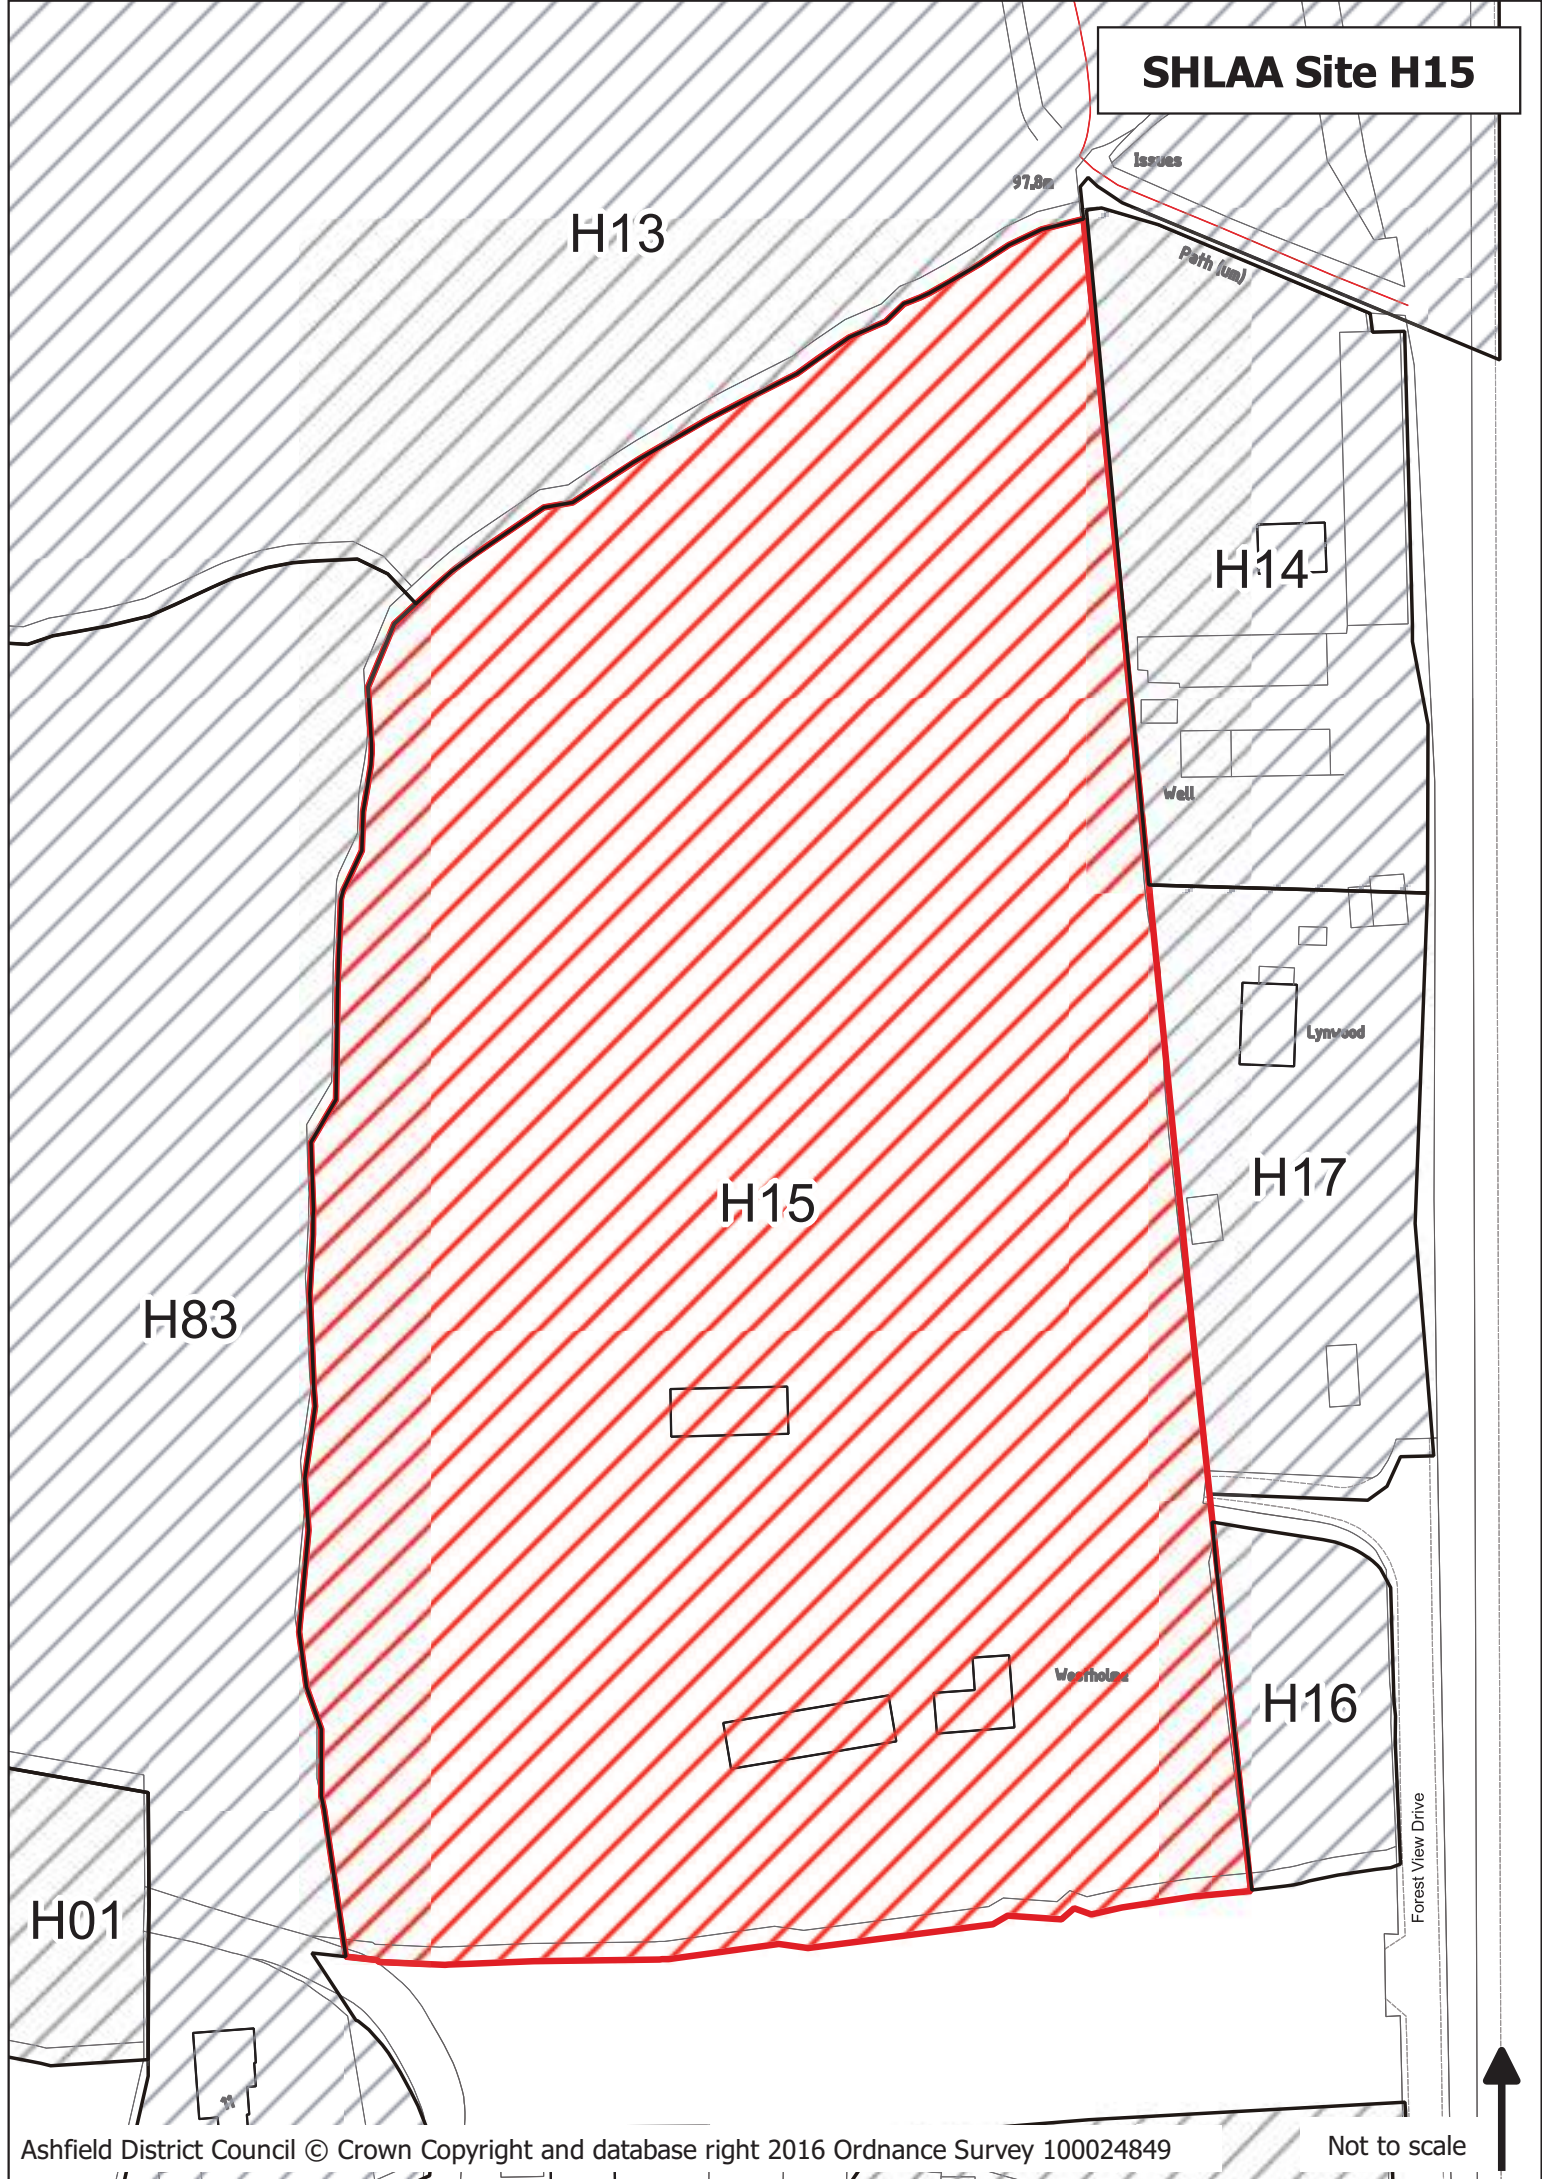 SHLAA Site H15
Issues
97.8m
H13
Path (um)
H14
Well
Lynwood
H17
H15
H83
Westholme
H16
Forest View Drive
H01
11
Ashfield District Council © Crown Copyright and database right 2016 Ordnance Survey 100024849
Not to scale